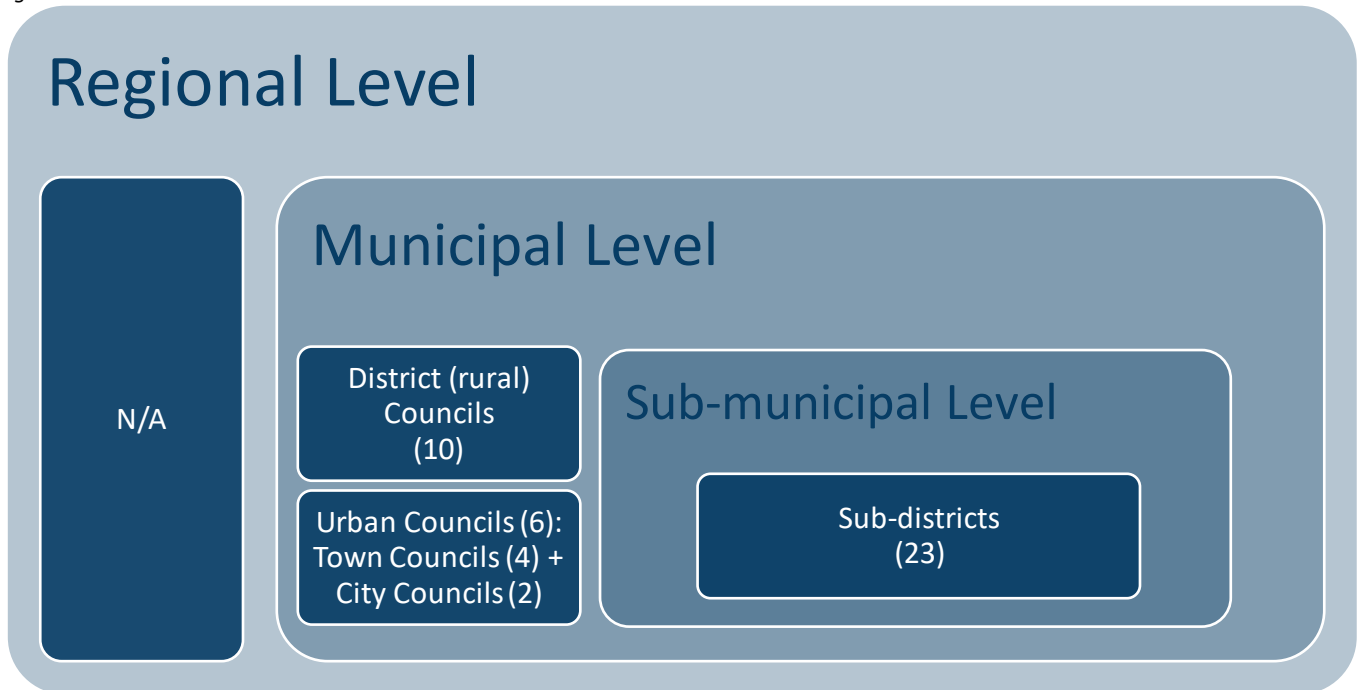 Regional Level
N/A
Municipal Level
District (rural)
Councils
(10)
Urban Councils (6):
Town Councils (4) +
City Councils (2)
Sub-municipal Level
Sub-districts
(23)